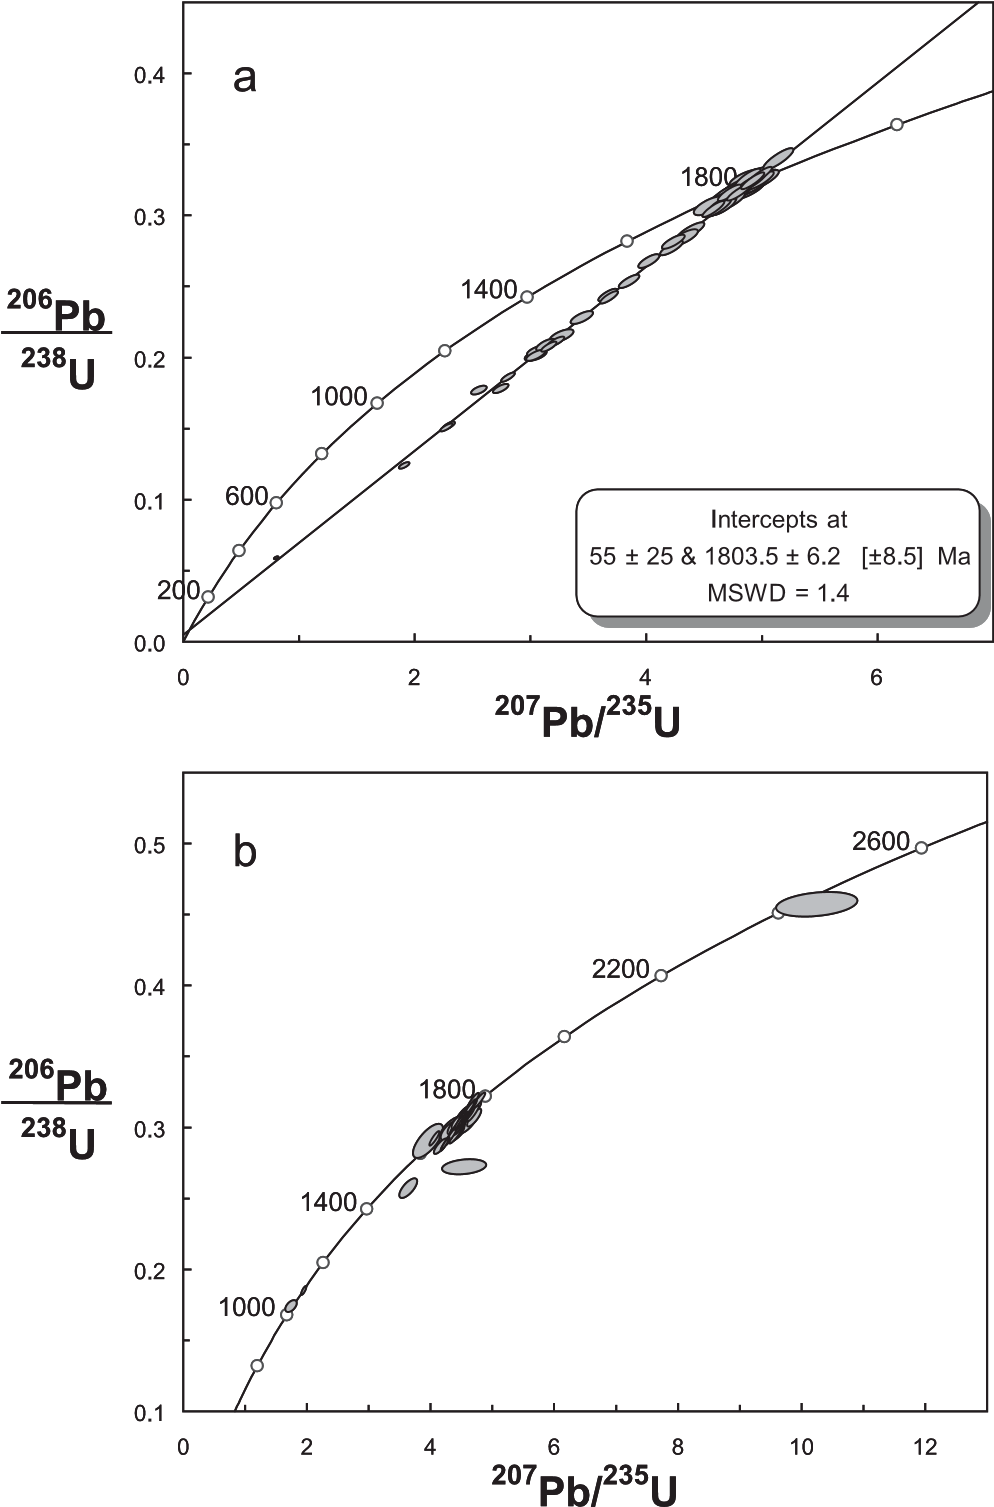 a
0.4
0.3
0.2
0.1
0.0
1800
1400
1000
600
200
206Pb
238U
Intercepts at
55 ± 25 & 1803.5 ± 6.2 [±8.5] Ma
MSWD = 1.4
0 2 4 6
207Pb/235U
b
0.5
0.4
0.3
0.2
0.1
2600
2200
1800
1400
1000
206Pb
238U
0 2 4 6 8 10 12
207Pb/235U